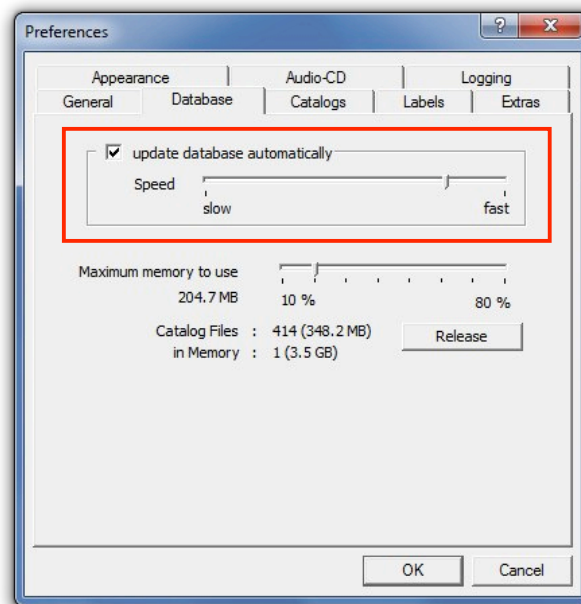 Preferences
Appearance Audio-CD Logging
General Database Catalogs Labels Extras
update database automatically
Speed
slow fast
Maximum memory to use
204.7 MB 10 % 80 %
Catalog Files : 414 (348.2 MB) Release
in Memory : 1 (3.5 GB)
OK Cancel